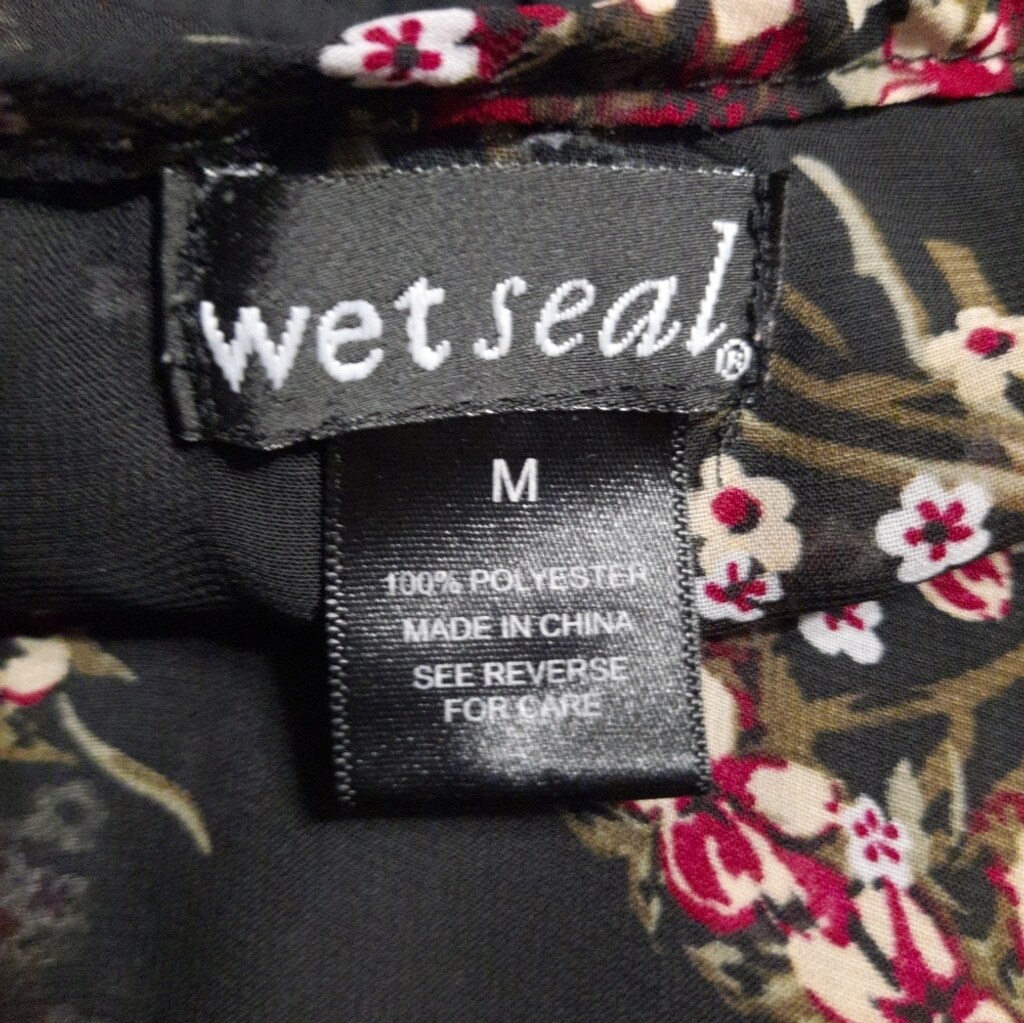 wet seal®
M
100% POLYESTER
MADE IN CHINA
SEE REVERSE
FOR CARE